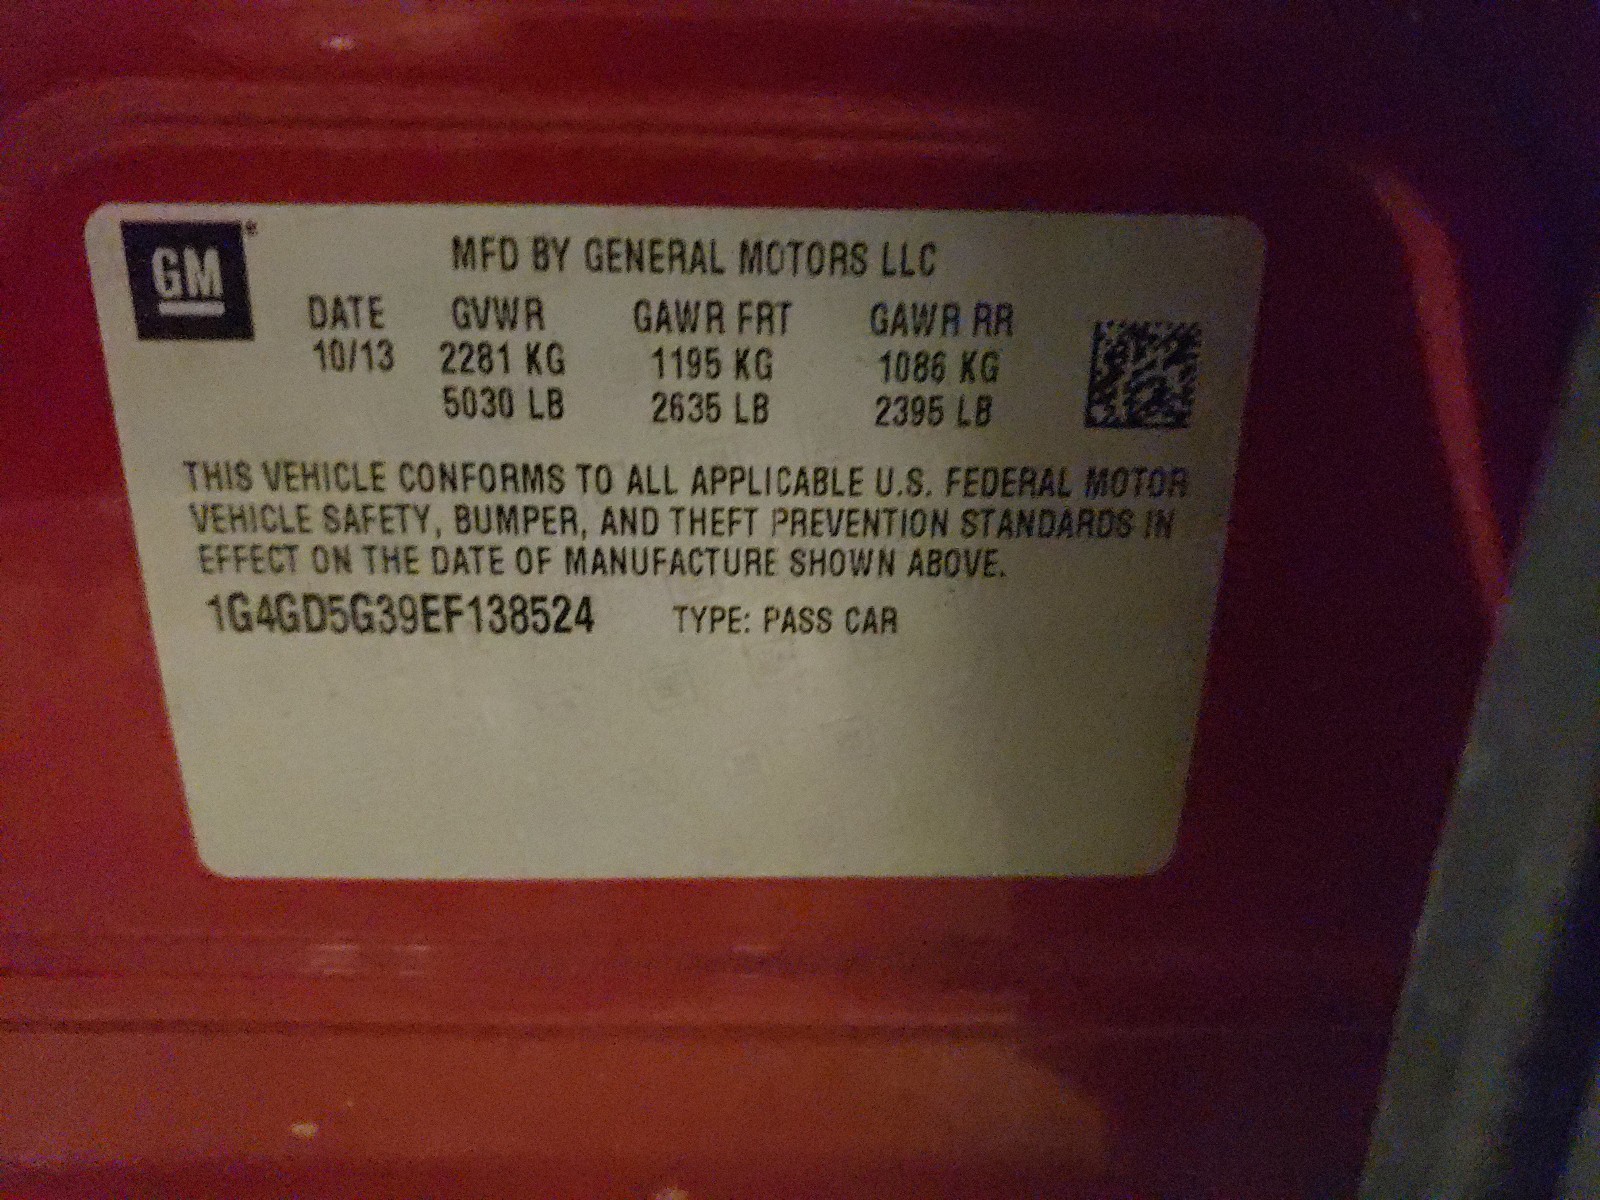 GM
MFD BY GENERAL MOTORS LLC
DATE GVWR GAWR FRT GAWR RR
10/13 2281 KG 1195 KG 1086 KG
5030 LB 2635 LB 2395 LB
THIS VEHICLE CONFORMS TO ALL APPLICABLE U.S. FEDERAL MOTOR
VEHICLE SAFETY, BUMPER, AND THEFT PREVENTION STANDARDS IN
EFFECT ON THE DATE OF MANUFACTURE SHOWN ABOVE.
1G4GD5G39EF138524 TYPE: PASS CAR